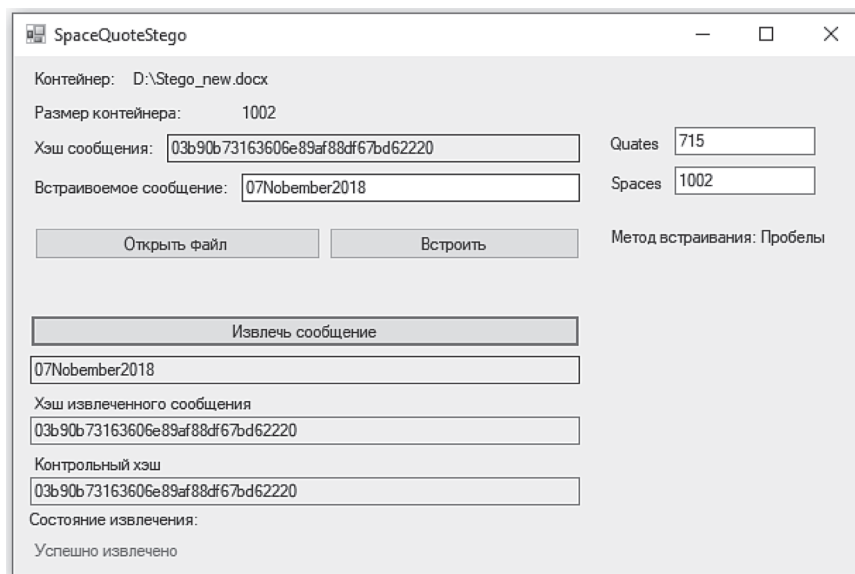 SpaceQuoteStego
Контейнер: D:\Stego_new.docx
Размер контейнера: 1002
Хэш сообщения: 03b90b73163606e89af88df67bd62220
Quates 715
Встраивоемое сообщение: 07Nobember2018
Spaces 1002
Открыть файл Встроить
Метод встраивания: Пробелы
Извлечь сообщение
07Nobember2018
Хэш извлеченного сообщения
03b90b73163606e89af88df67bd62220
Контрольный хэш
03b90b73163606e89af88df67bd62220
Состояние извлечения:
Успешно извлечено